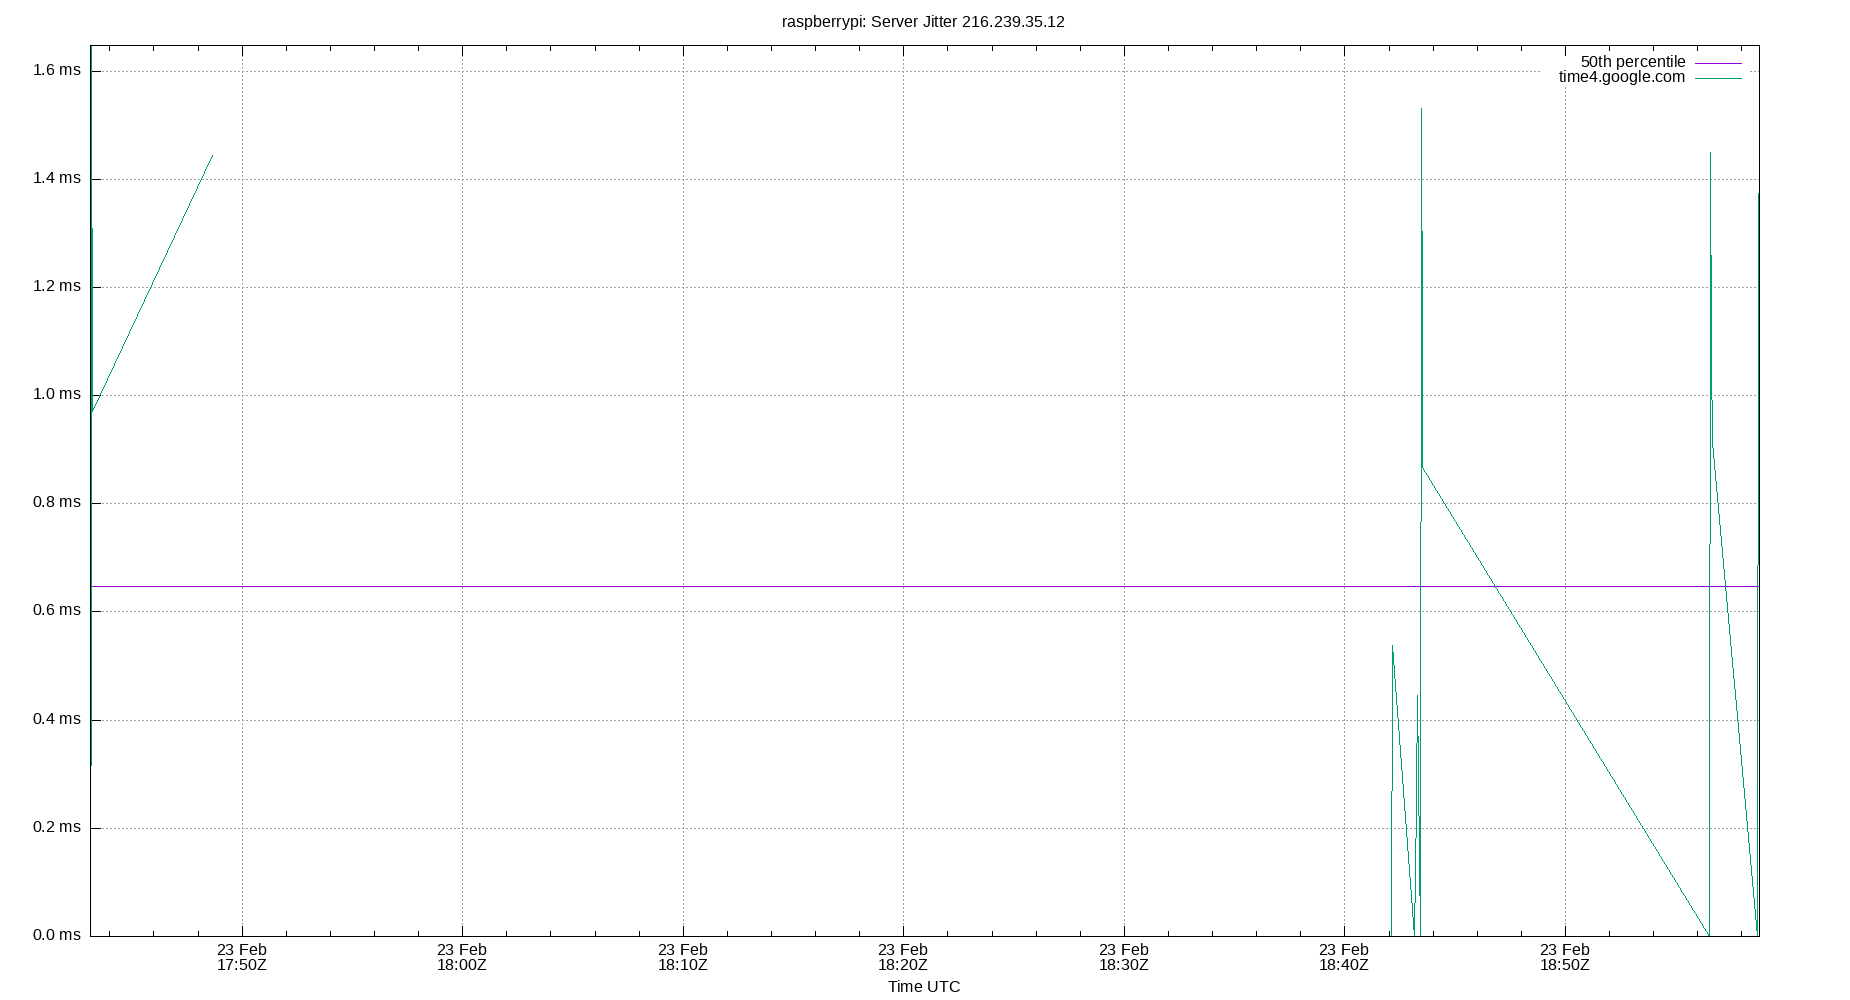 raspberrypi: Server Jitter 216.239.35.12
50th percentile
time4.google.com
1.6 ms
1.4 ms
1.2 ms
1.0 ms
0.8 ms
0.6 ms
0.4 ms
0.2 ms
0.0 ms
23 Feb
17:50Z
23 Feb
18:00Z
23 Feb
18:10Z
23 Feb
18:20Z
23 Feb
18:30Z
23 Feb
18:40Z
23 Feb
18:50Z
Time UTC